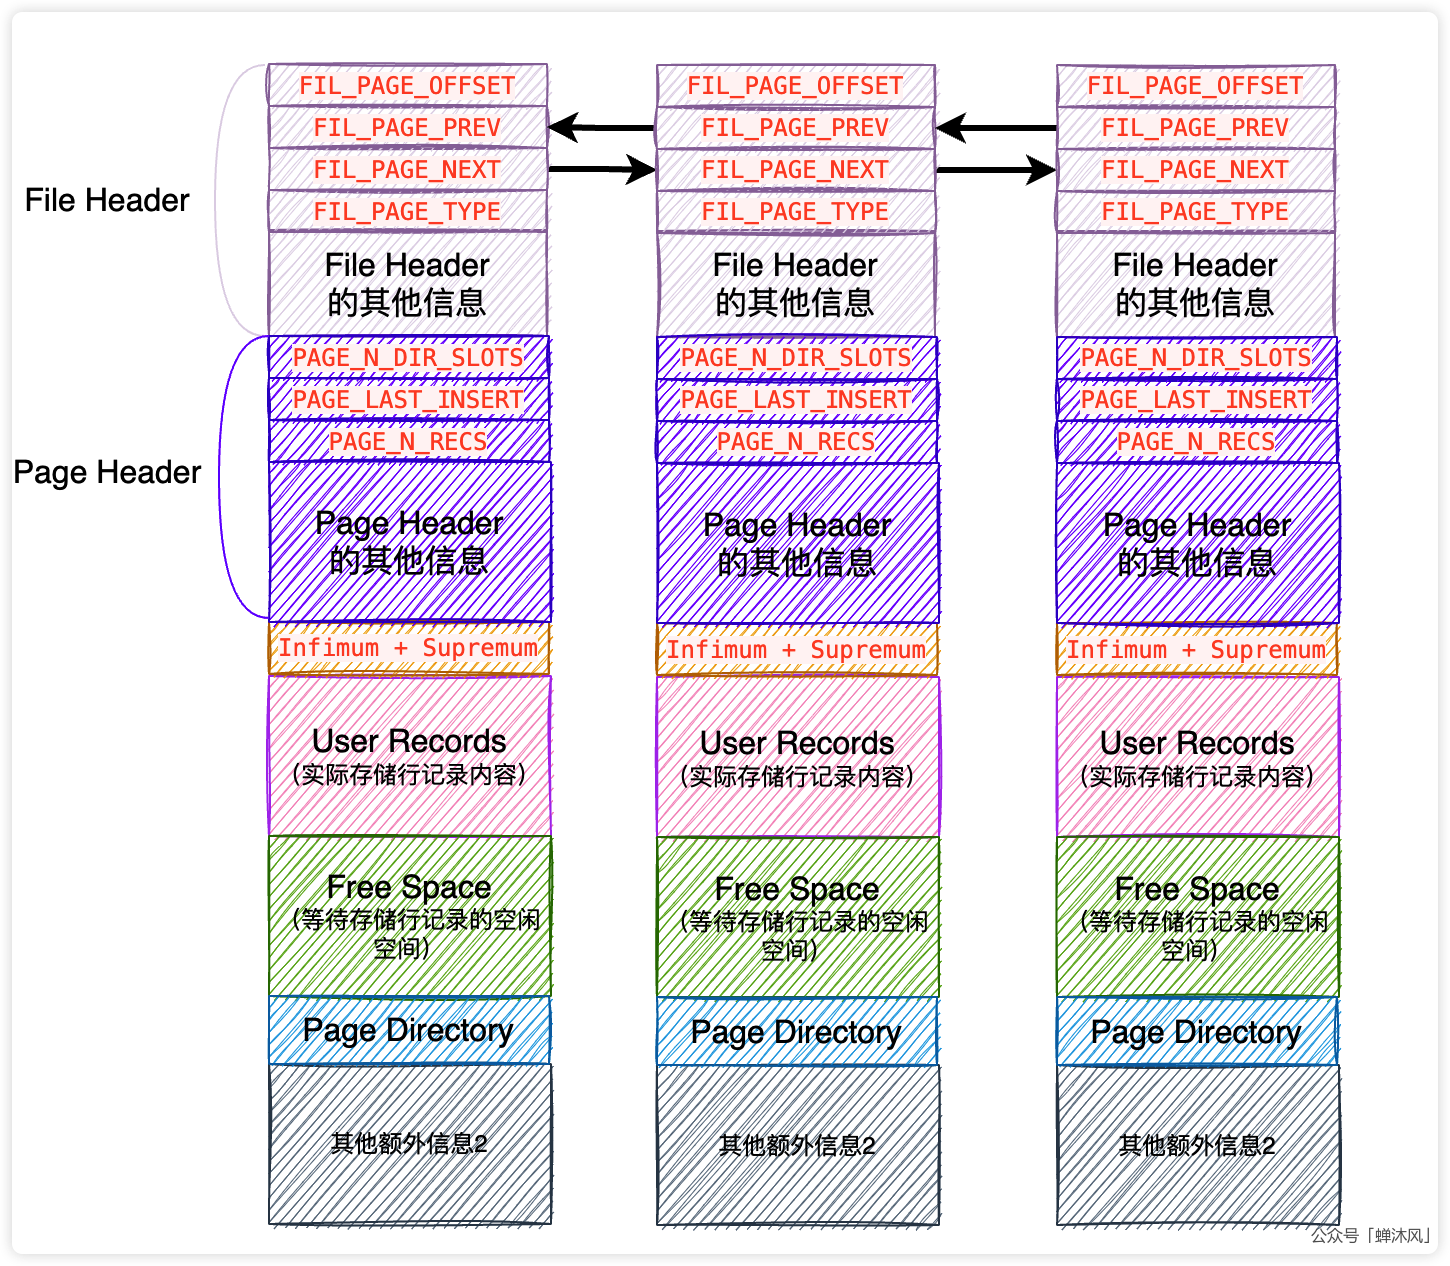 File Header
Page Header
FIL_PAGE_OFFSET
FIL_PAGE_PREV
FIL_PAGE_NEXT
FIL_PAGE_TYPE
File Header
的其他信息
PAGE_N_DIR_SLOTS
PAGE_LAST_INSERT
PAGE_N_RECS
Page Header
的其他信息
Infimum + Supremum
User Records
（实际存储行记录内容）
Free Space
（等待存储行记录的空闲
空间）
Page Directory
其他额外信息2
FIL_PAGE_OFFSET
FIL_PAGE_PREV
FIL_PAGE_NEXT
FIL_PAGE_TYPE
File Header
的其他信息
PAGE_N_DIR_SLOTS
PAGE_LAST_INSERT
PAGE_N_RECS
Page Header
的其他信息
Infimum + Supremum
User Records
（实际存储行记录内容）
Free Space
（等待存储行记录的空闲
空间）
Page Directory
其他额外信息2
FIL_PAGE_OFFSET
FIL_PAGE_PREV
FIL_PAGE_NEXT
FIL_PAGE_TYPE
File Header
的其他信息
PAGE_N_DIR_SLOTS
PAGE_LAST_INSERT
PAGE_N_RECS
Page Header
的其他信息
Infimum + Supremum
User Records
（实际存储行记录内容）
Free Space
（等待存储行记录的空闲
空间）
Page Directory
其他额外信息2
公众号「蝉沐风」